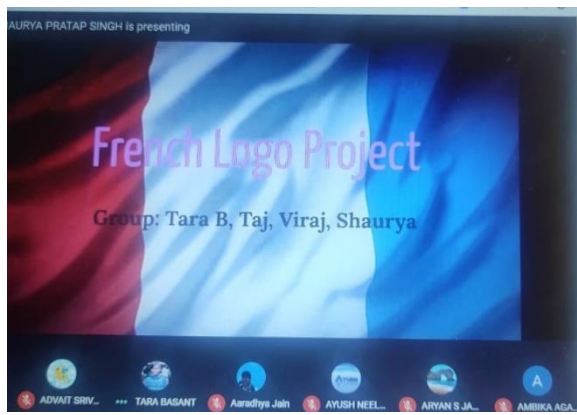 AURYA PRATAP SINGH is presenting
French Logo Project
Group: Tara B, Taj, Viraj, Shaurya
ADVAIT SRIV...
TARA BASANT
Aaradhya Jain
AYUSH NEEL...
ARYAN S JA...
A
AMBIKA AGA